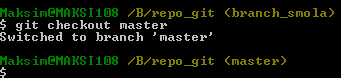 Maksim@MAKSI108 /B/repo_git (branch_smola)
$ git checkout master
Switched to branch 'master'
Maksim@MAKSI108 /B/repo_git (master)
$